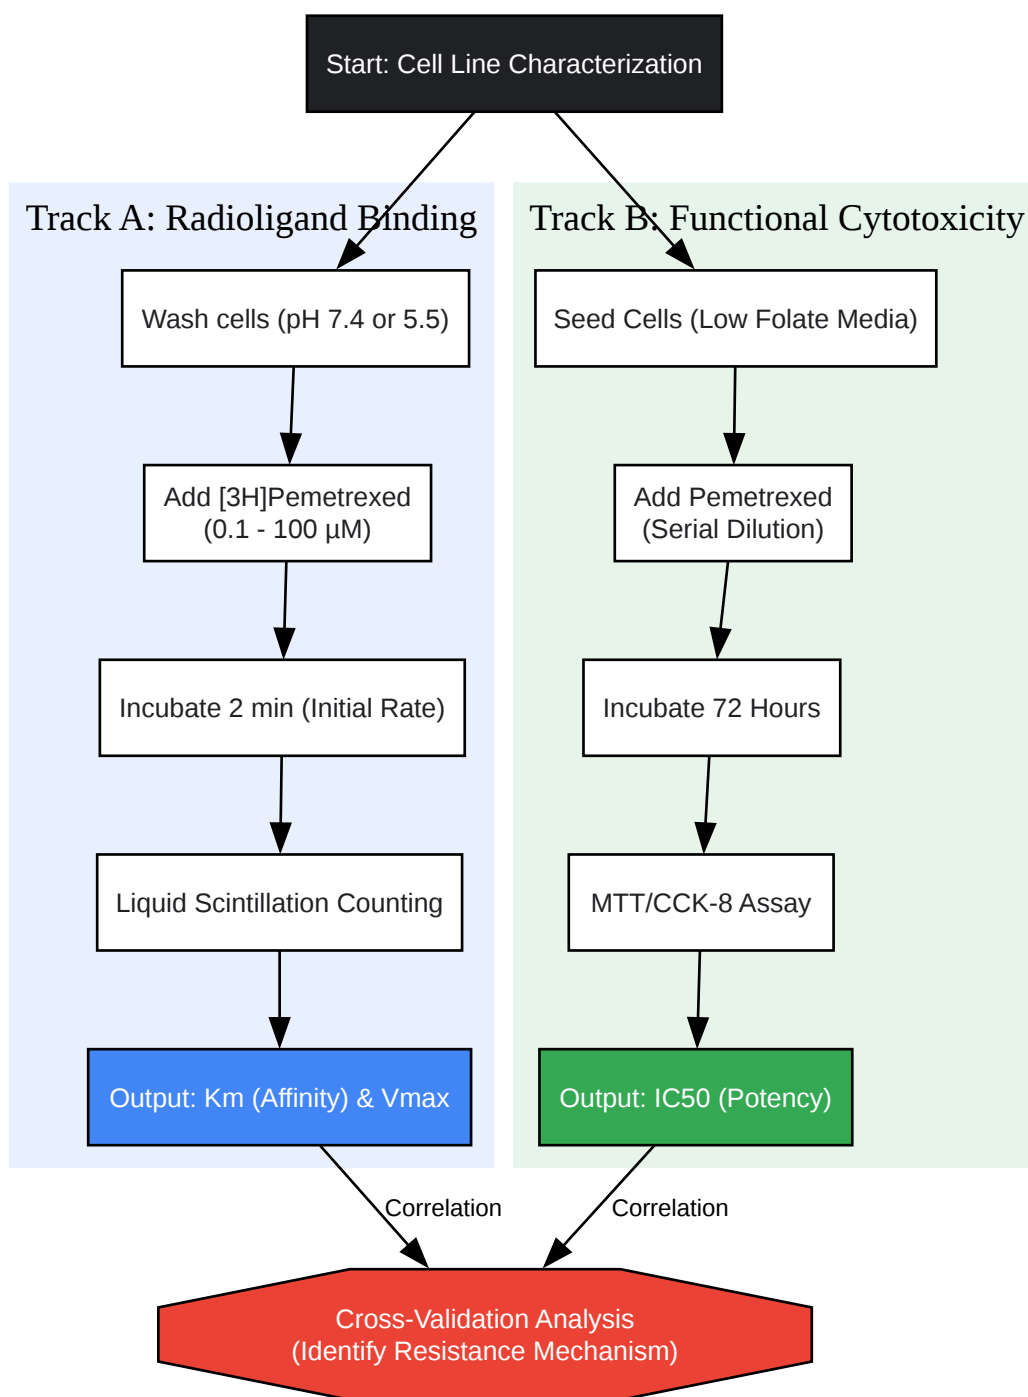 Start: Cell Line Characterization
Track A: Radioligand Binding
Wash cells (pH 7.4 or 5.5)
Add [3H]Pemetrexed
(0.1 - 100 µM)
Incubate 2 min (Initial Rate)
Liquid Scintillation Counting
Output: Km (Affinity) & Vmax
Correlation
Track B: Functional Cytotoxicity
Seed Cells (Low Folate Media)
Add Pemetrexed
(Serial Dilution)
Incubate 72 Hours
MTT/CCK-8 Assay
Output: IC50 (Potency)
Correlation
Cross-Validation Analysis
(Identify Resistance Mechanism)